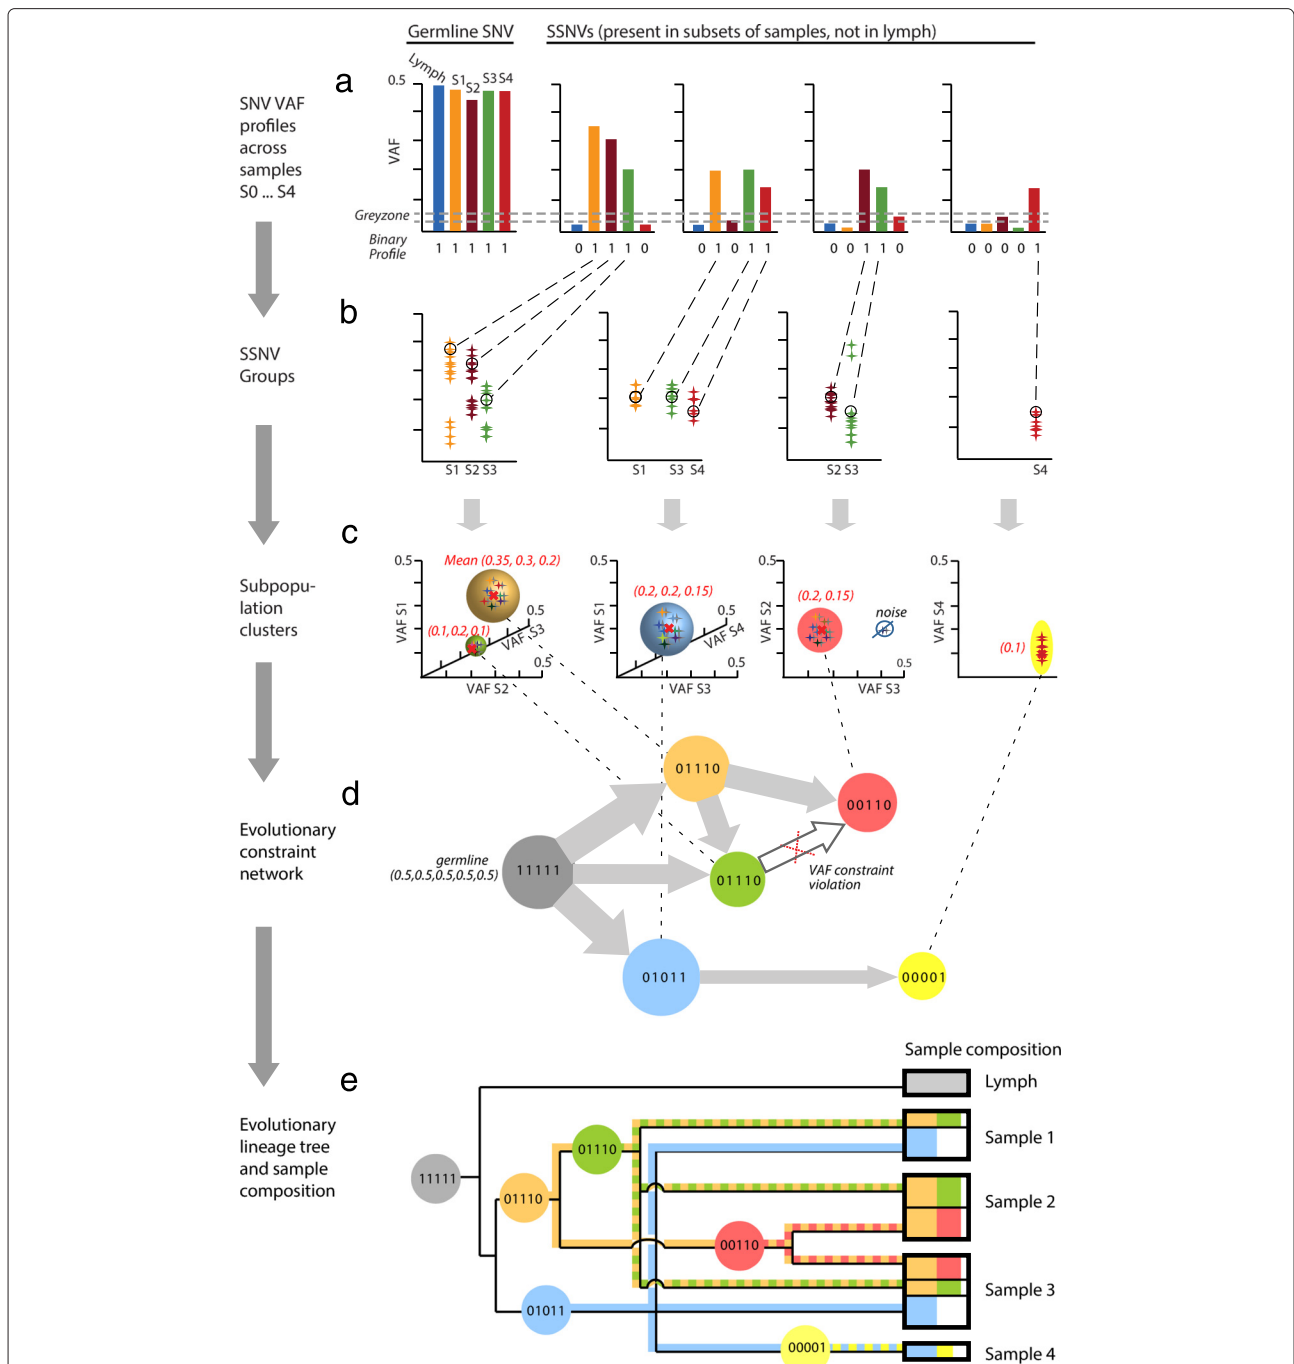 Germline SNV
SSNVs (present in subsets of samples, not in lymph)
a
SNV VAF
profiles
across
samples
S0 ... S4
0.5
VAF
Lymph S1 S2 S3 S4
Greyzone
Binary
Profile
1 1 1 1 1
0 1 1 1 0
0 1 0 1 1
0 0 1 1 0
0 0 0 0 1
b
SSNV
Groups
S1 S2 S3
S1 S3 S4
S2 S3
S4
c
Subpopu-
lation
clusters
0.5
VAF S1
Mean (0.35, 0.3, 0.2)
(0.1,0.2,0.1)
0.5
VAF S3
0.5
VAF S2
0.5
VAF S1
(0.2, 0.2, 0.15)
0.5
VAF S4
0.5
VAF S3
0.5
VAF S2
(0.2, 0.15)
noise
0.5
VAF S3
0.5
VAF S4
(0.1)
d
Evolutionary
constraint
network
germline
(0.5,0.5,0.5,0.5,0.5)
11111
01110
00110
01110
VAF constraint
violation
01011
00001
e
Evolutionary
lineage tree
and sample
composition
Sample composition
Lymph
Sample 1
Sample 2
Sample 3
Sample 4
11111
01110
01110
00110
01011
00001